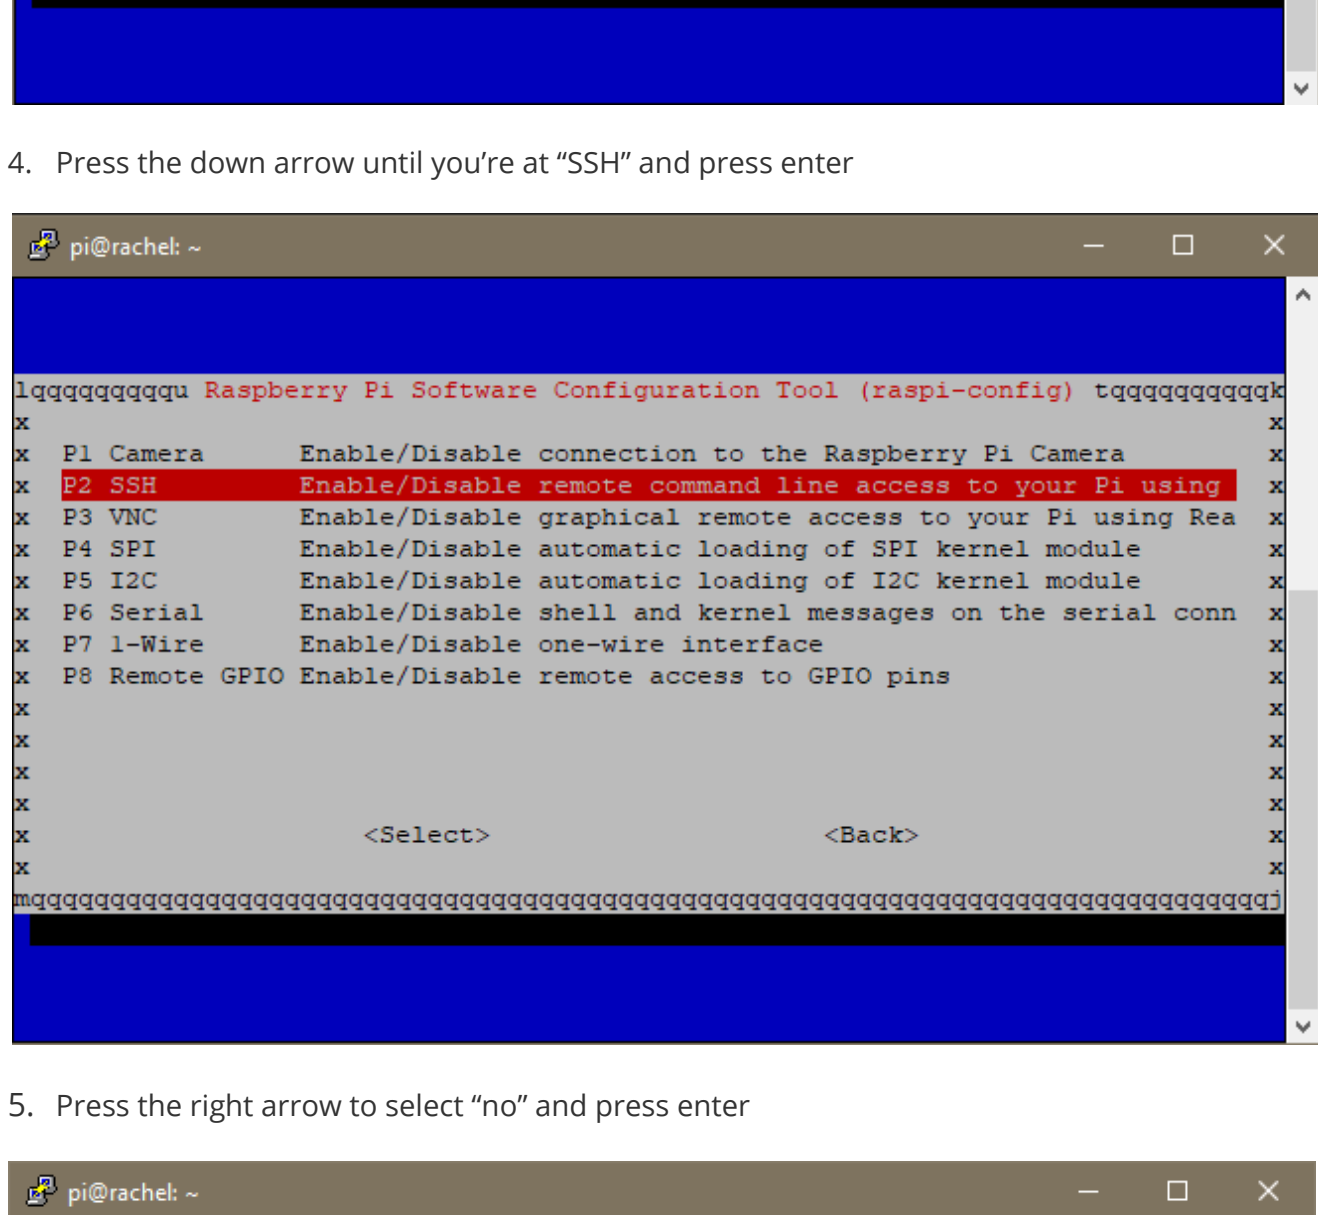 4. Press the down arrow until you’re at “SSH” and press enter
pi@rachel: ~
lqqqqqqqqqqu Raspberry Pi Software Configuration Tool (raspi-config) tqqqqqqqqqqqk
x x
x P1 Camera Enable/Disable connection to the Raspberry Pi Camera x
x P2 SSH Enable/Disable remote command line access to your Pi using x
x P3 VNC Enable/Disable graphical remote access to your Pi using Rea x
x P4 SPI Enable/Disable automatic loading of SPI kernel module x
x P5 I2C Enable/Disable automatic loading of I2C kernel module x
x P6 Serial Enable/Disable shell and kernel messages on the serial conn x
x P7 1-Wire Enable/Disable one-wire interface x
x P8 Remote GPIO Enable/Disable remote access to GPIO pins x
x x
x x
x x
x x
x <Select> <Back> x
x x
mqqqqqqqqqqqqqqqqqqqqqqqqqqqqqqqqqqqqqqqqqqqqqqqqqqqqqqqqqqqqqqqqqqqqqqqqqqqqqqj
5. Press the right arrow to select “no” and press enter
pi@rachel: ~